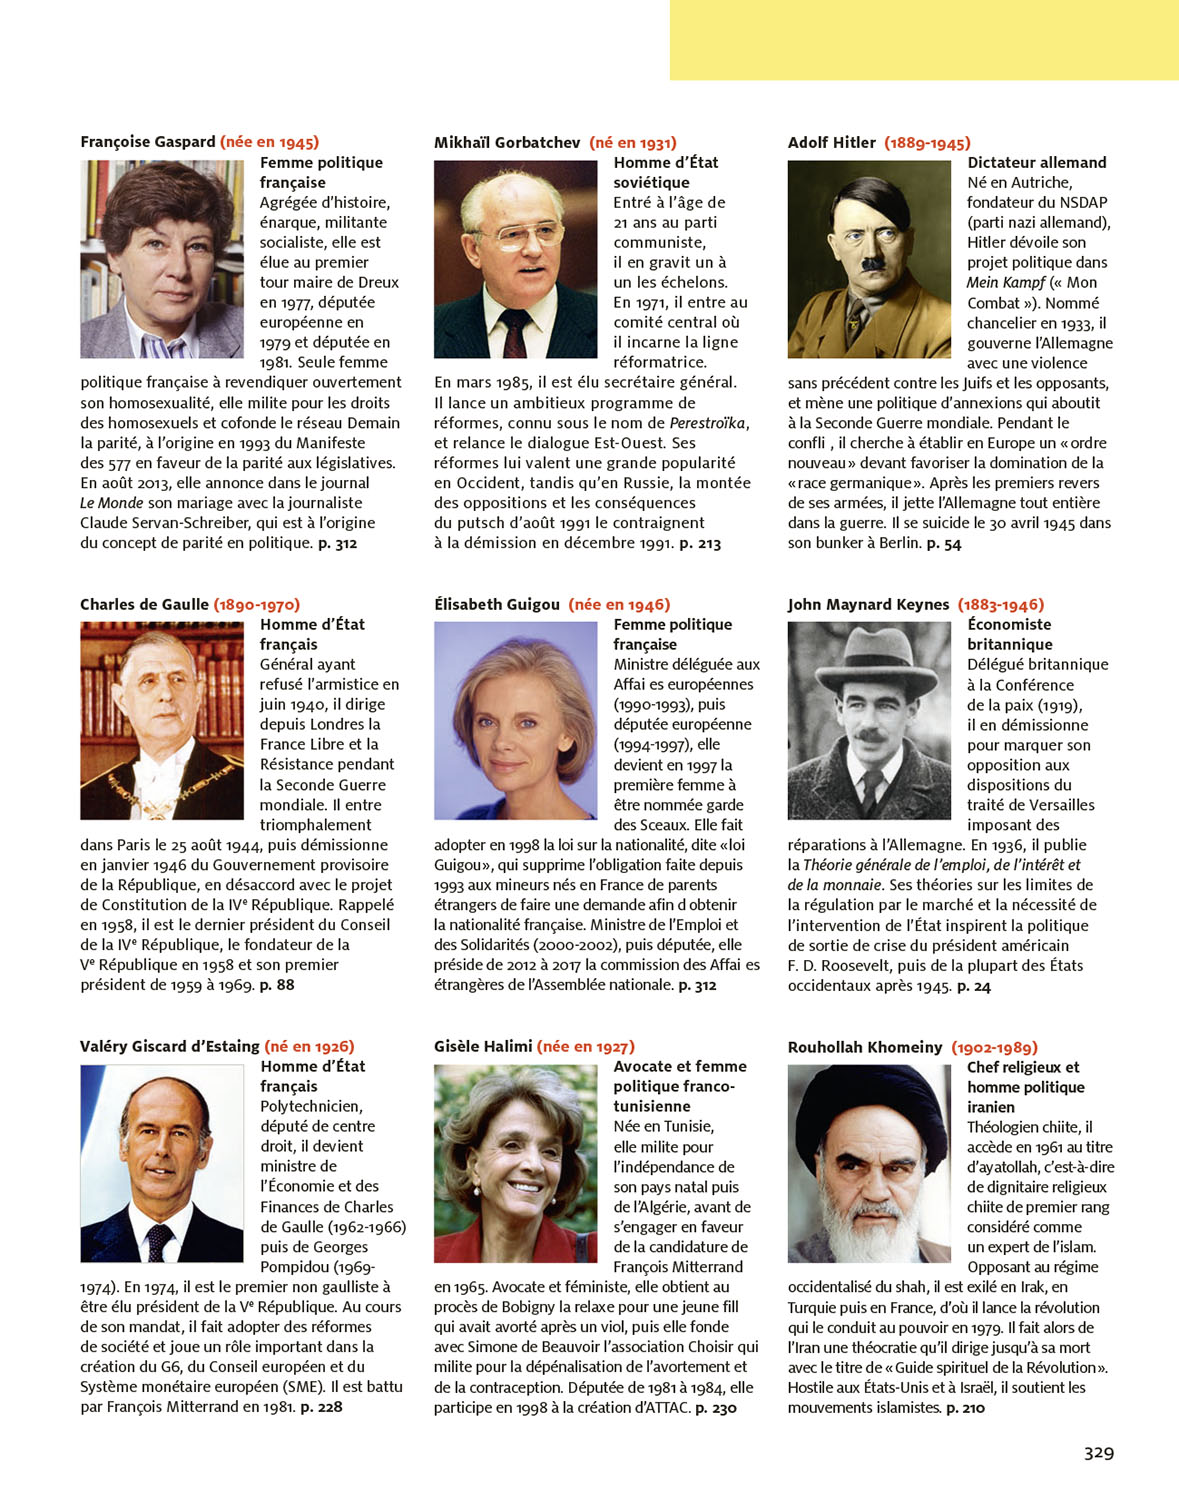 Françoise Gaspard (née en 1945)
Femme politique
française
Agrégée d'histoire,
énarque, militante
socialiste, elle est
élue au premier
tour maire de Dreux
en 1977, députée
européenne en
1979 et députée en
1981. Seule femme
politique française à revendiquer ouvertement
son homosexualité, elle milite pour les droits
des homosexuels et cofonde le réseau Demain
la parité, à l'origine en 1993 du Manifeste
des 577 en faveur de la parité aux législatives.
En août 2013, elle annonce dans le journal
Le Monde son mariage avec la journaliste
Claude Servan-Schreiber, qui est à l'origine
du concept de parité en politique. p. 312
Charles de Gaulle (1890-1970)
Homme d'État
français
Général ayant
refusé l'armistice en
juin 1940, il dirige
depuis Londres la
France Libre et la
Résistance pendant
la Seconde Guerre
mondiale. Il entre
triomphalement
dans Paris le 25 août 1944, puis démissionne
en janvier 1946 du Gouvernement provisoire
de la République, en désaccord avec le projet
de Constitution de la IVe République. Rappelé
en 1958, il est le dernier président du Conseil
de la IVe République, le fondateur de la
Ve République en 1958 et son premier
président de 1959 à 1969. p. 88
Valéry Giscard d'Estaing (né en 1926)
Homme d'État
français
Polytechnicien,
député de centre
droit, il devient
ministre de
l'Économie et des
Finances de Charles
de Gaulle (1962-1966)
puis de Georges
Pompidou (1969-
1974). En 1974, il est le premier non gaulliste à
être élu président de la Ve République. Au cours
de son mandat, il fait adopter des réformes
de société et joue un rôle important dans la
création du G6, du Conseil européen et du
Système monétaire européen (SME). Il est battu
par François Mitterrand en 1981. p. 228
Mikhaïl Gorbatchev (né en 1931)
Homme d'État
soviétique
Entré à l'âge de
21 ans au parti
communiste,
il en gravit un à
un les échelons.
En 1971, il entre au
comité central où
il incarne la ligne
réformatrice.
En mars 1985, il est élu secrétaire général.
Il lance un ambitieux programme de
réformes, connu sous le nom de Perestroïka,
et relance le dialogue Est-Ouest. Ses
réformes lui valent une grande popularité
en Occident, tandis qu'en Russie, la montée
des oppositions et les conséquences
du putsch d'août 1991 le contraignent
à la démission en décembre 1991. p. 213
Élisabeth Guigou (née en 1946)
Femme politique
française
Ministre déléguée aux
Affai es européennes
(1990-1993), puis
députée européenne
(1994-1997), elle
devient en 1997 la
première femme à
être nommée garde
des Sceaux. Elle fait
adopter en 1998 la loi sur la nationalité, dite «loi
Guigou», qui supprime l'obligation faite depuis
1993 aux mineurs nés en France de parents
étrangers de faire une demande afin d obtenir
la nationalité française. Ministre de l'Emploi et
des Solidarités (2000-2002), puis députée, elle
préside de 2012 à 2017 la commission des Affai es
étrangères de l'Assemblée nationale. p. 312
Gisèle Halimi (née en 1927)
Avocate et femme
politique franco-
tunisienne
Née en Tunisie,
elle milite pour
l'indépendance de
son pays natal puis
de l'Algérie, avant de
s'engager en faveur
de la candidature de
François Mitterrand
en 1965. Avocate et féministe, elle obtient au
procès de Bobigny la relaxe pour une jeune fill
qui avait avorté après un viol, puis elle fonde
avec Simone de Beauvoir l'association Choisir qui
milite pour la dépénalisation de l'avortement et
de la contraception. Députée de 1981 à 1984, elle
participe en 1998 à la création d'ATTAC. p. 230
Adolf Hitler (1889-1945)
Dictateur allemand
Né en Autriche,
fondateur du NSDAP
(parti nazi allemand),
Hitler dévoile son
projet politique dans
Mein Kampf (« Mon
Combat »). Nommé
chancelier en 1933, il
gouverne l'Allemagne
avec une violence
sans précédent contre les Juifs et les opposants,
et mène une politique d'annexions qui aboutit
à la Seconde Guerre mondiale. Pendant le
confli , il cherche à établir en Europe un «ordre
nouveau» devant favoriser la domination de la
«race germanique». Après les premiers revers
de ses armées, il jette l'Allemagne tout entière
dans la guerre. Il se suicide le 30 avril 1945 dans
son bunker à Berlin. p. 54
John Maynard Keynes (1883-1946)
Économiste
britannique
Délégué britannique
à la Conférence
de la paix (1919),
il en démissionne
pour marquer son
opposition aux
dispositions du
traité de Versailles
imposant des
réparations à l'Allemagne. En 1936, il publie
la Théorie générale de l'emploi, de l'intérêt et
de la monnaie. Ses théories sur les limites de
la régulation par le marché et la nécessité de
l'intervention de l'État inspirent la politique
de sortie de crise du président américain
F. D. Roosevelt, puis de la plupart des États
occidentaux après 1945. p. 24
Rouhollah Khomeiny (1902-1989)
Chef religieux et
homme politique
iranien
Théologien chiite, il
accède en 1961 au titre
d'ayatollah, c'est-à-dire
de dignitaire religieux
chiite de premier rang
considéré comme
un expert de l'islam.
Opposant au régime
occidentalisé du shah, il est exilé en Irak, en
Turquie puis en France, d'où il lance la révolution
qui le conduit au pouvoir en 1979. Il fait alors de
l'Iran une théocratie qu'il dirige jusqu'à sa mort
avec le titre de «Guide spirituel de la Révolution».
Hostile aux États-Unis et à Israël, il soutient les
mouvements islamistes. p. 210
329